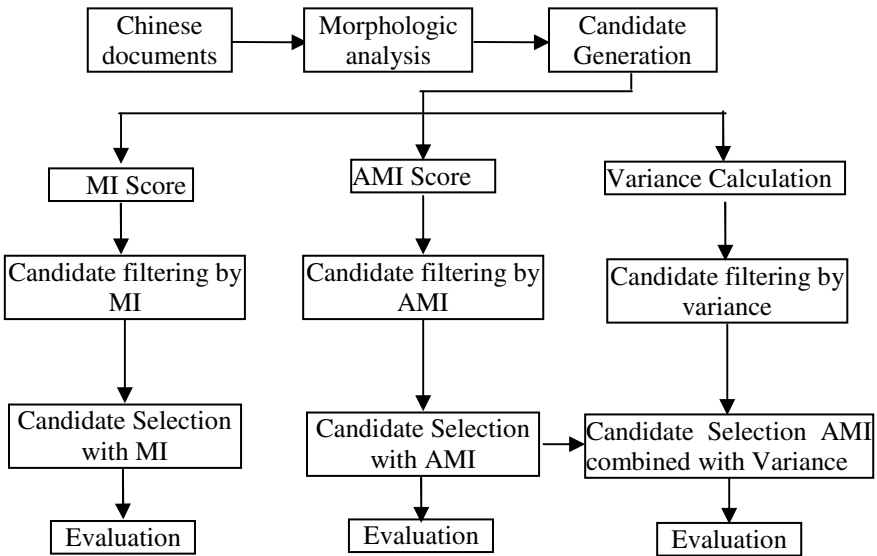 Chinese
documents
Morphologic
analysis
Candidate
Generation
MI Score
AMI Score
Variance Calculation
Candidate filtering by
MI
Candidate filtering by
AMI
Candidate filtering by
variance
Candidate Selection
with MI
Candidate Selection
with AMI
Candidate Selection AMI
combined with Variance
Evaluation
Evaluation
Evaluation